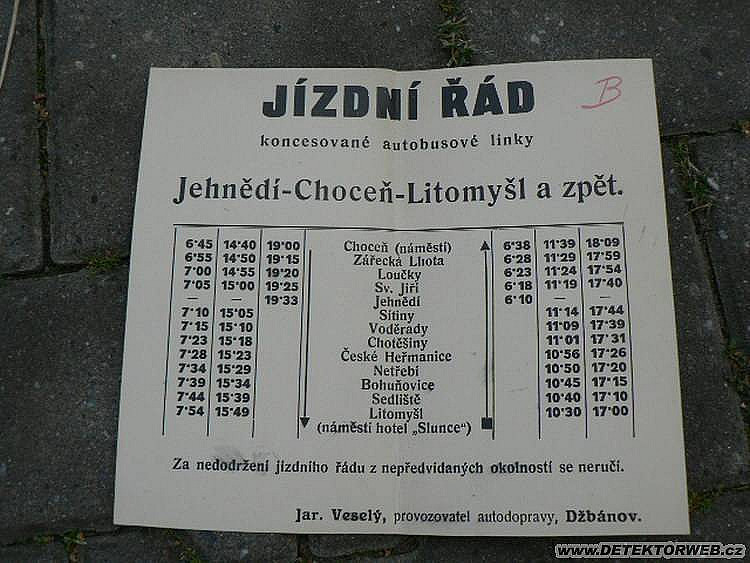 JÍZDNÍ ŘÁD
B
koncesované autobusové linky
Jehnědí-Choceň-Litomyšl a zpět.
6·45 14·40 19·00 Choceň (náměstí) 6·38 11·39 18·09
6·55 14·50 19·15 Zářecká Lhota 6·28 11·29 17·59
7·00 14·55 19·20 Loučky 6·23 11·24 17·54
7·05 15·00 19·25 Sv. Jiří 6·18 11·19 17·40
— — 19·33 Jehnědí 6·10 — —
7·10 15·05 Sítiny 11·14 17·44
7·15 15·10 Voděrady 11·09 17·39
7·23 15·18 Chotěšiny 11·01 17·31
7·28 15·23 České Heřmanice 10·56 17·26
7·34 15·29 Netřebí 10·50 17·20
7·39 15·34 Bohuňovice 10·45 17·15
7·44 15·39 Sedliště 10·40 17·10
7·54 15·49 Litomyšl 10·30 17·00
(náměstí hotel „Slunce")
Za nedodržení jízdního řádu z nepředvídaných okolností se neručí.
Jar. Veselý, provozovatel autodopravy, Džbánov.
www.DETEKTORWEB.cz